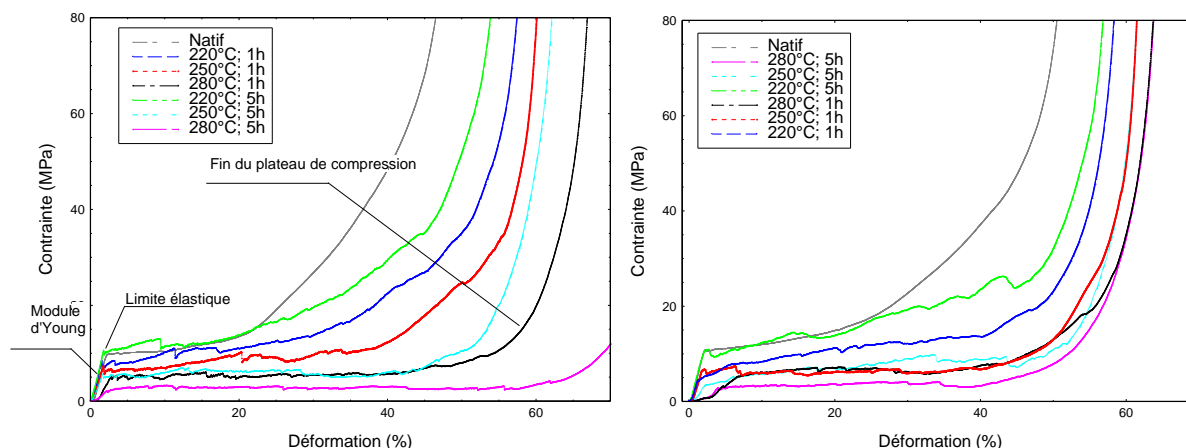 80
60
40
20
0
Contrainte (MPa)
Natif
220°C; 1h
250°C; 1h
280°C; 1h
220°C; 5h
250°C; 5h
280°C; 5h
Fin du plateau de compression
Limite élastique
Module
d'Young
0 20 40 60
Déformation (%)
80
60
40
20
0
Contrainte (MPa)
Natif
280°C; 5h
250°C; 5h
220°C; 5h
280°C; 1h
250°C; 1h
220°C; 1h
0 20 40 60
Déformation (%)